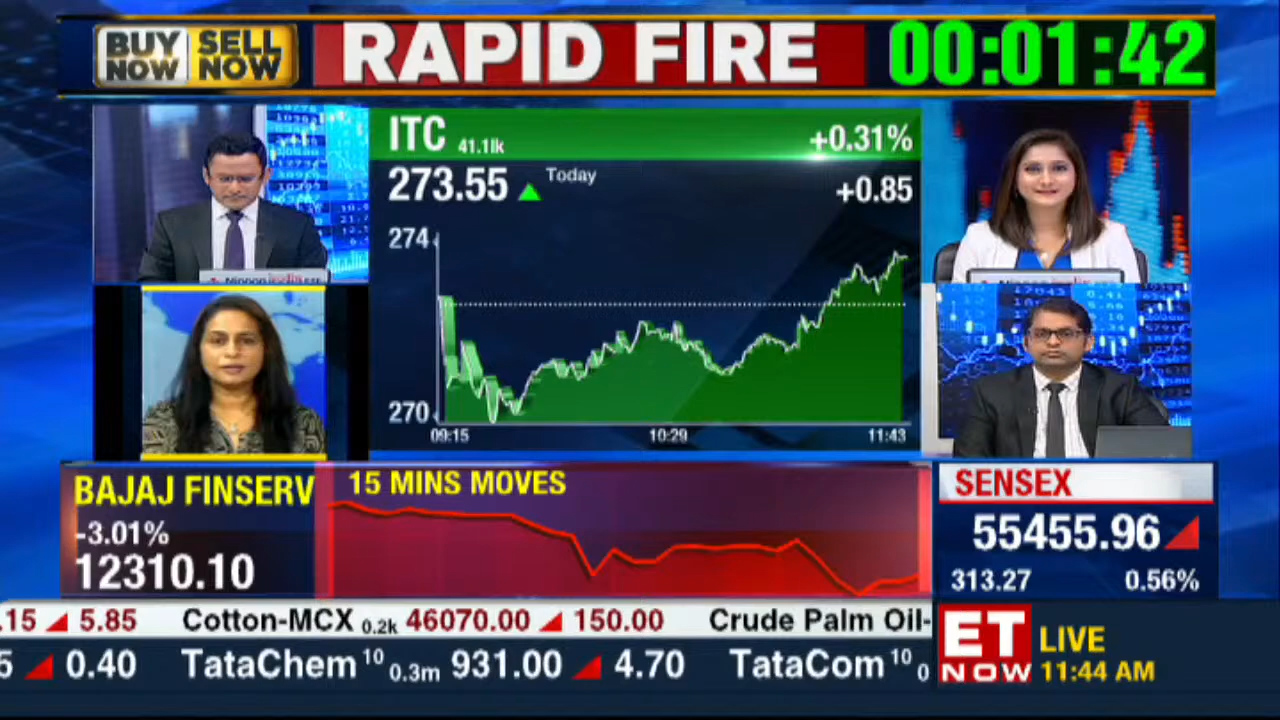 BUY NOW SELL NOW
RAPID FIRE
00:01:42
ITC 41.1lk +0.31%
273.55 Today +0.85
274
270
09:15 10:29 11:43
BAJAJ FINSERV
-3.01%
12310.10
15 MINS MOVES
SENSEX
55455.96
313.27 0.56%
.15 5.85 Cotton-MCX 0.2k 46070.00 150.00 Crude Palm Oil-
5 0.40 TataChem 10 0.3m 931.00 4.70 TataCom 10 0
ET NOW
LIVE
11:44 AM